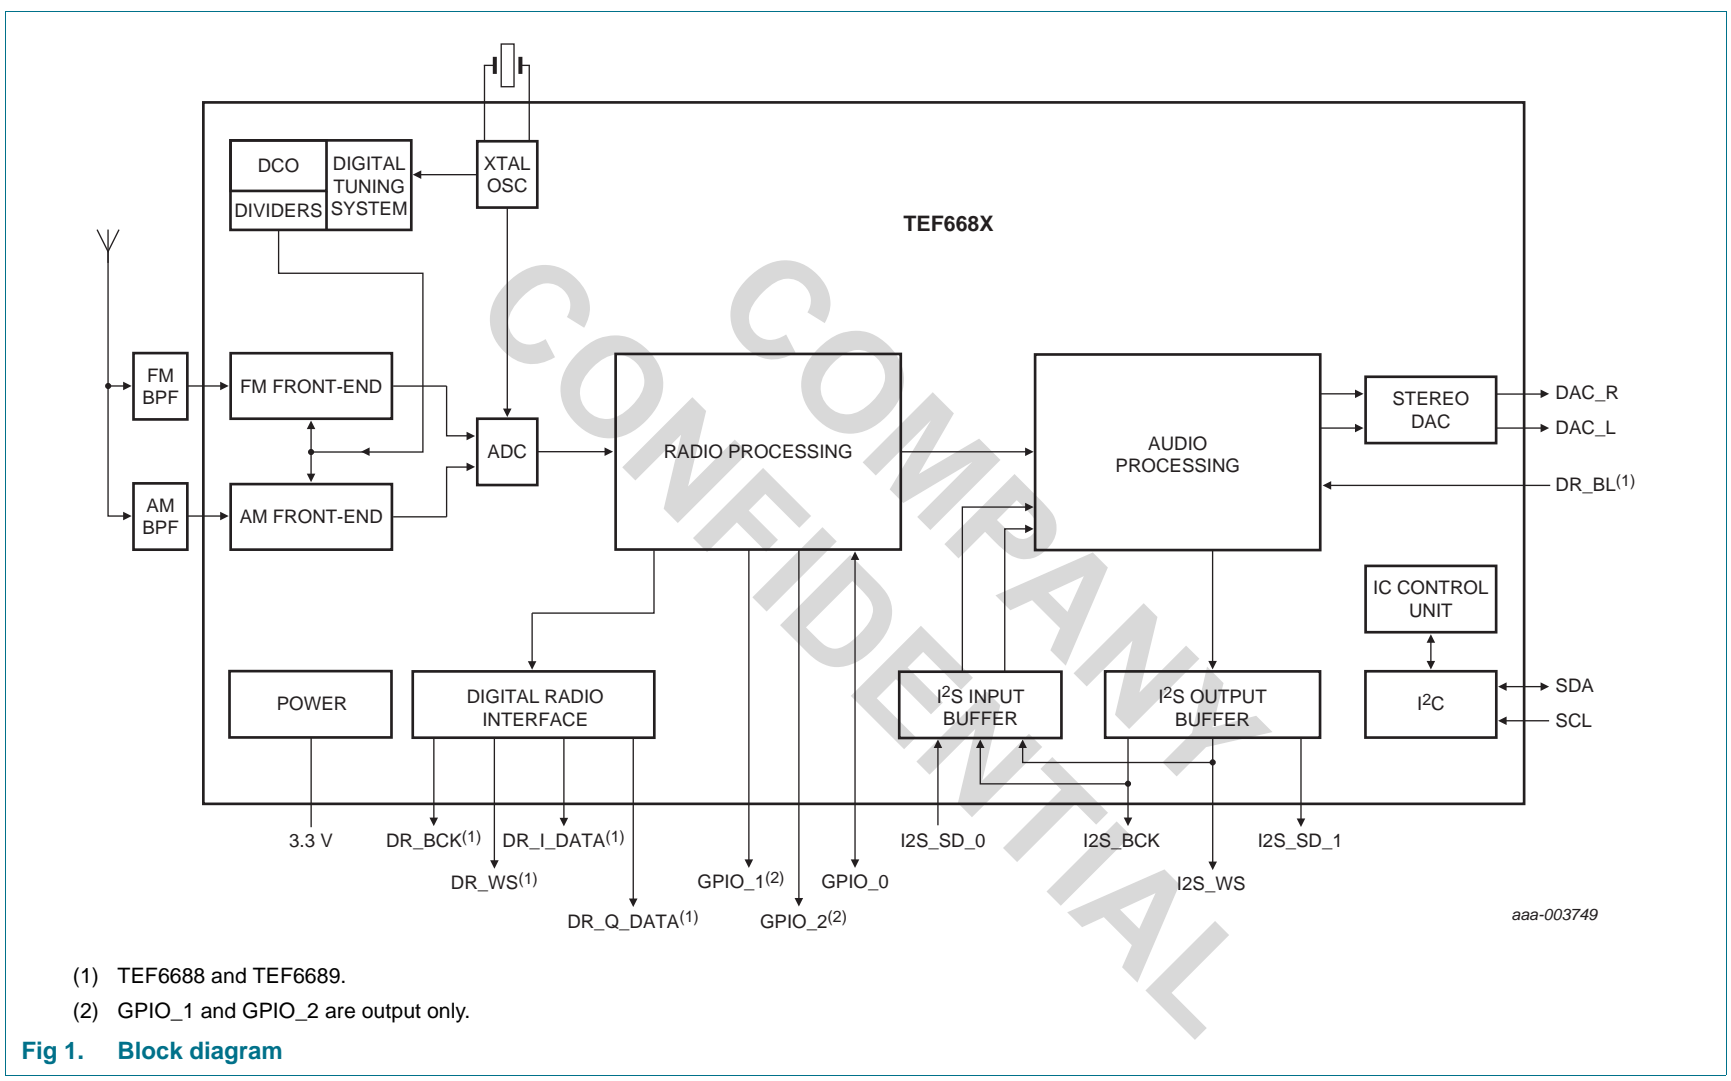 XTAL
OSC
DCO
DIGITAL
TUNING
SYSTEM
DIVIDERS
TEF668X
FM
BPF
FM FRONT-END
AM
BPF
AM FRONT-END
ADC
RADIO PROCESSING
AUDIO
PROCESSING
STEREO
DAC
DAC_R
DAC_L
DR_BL(1)
IC CONTROL
UNIT
I2C
SDA
SCL
POWER
DIGITAL RADIO
INTERFACE
I2S INPUT
BUFFER
I2S OUTPUT
BUFFER
3.3 V
DR_BCK(1)
DR_I_DATA(1)
DR_WS(1)
DR_Q_DATA(1)
GPIO_1(2)
GPIO_0
GPIO_2(2)
I2S_SD_0
I2S_BCK
I2S_SD_1
I2S_WS
aaa-003749
COMPANY
CONFIDENTIAL
(1) TEF6688 and TEF6689.
(2) GPIO_1 and GPIO_2 are output only.
Fig 1. Block diagram